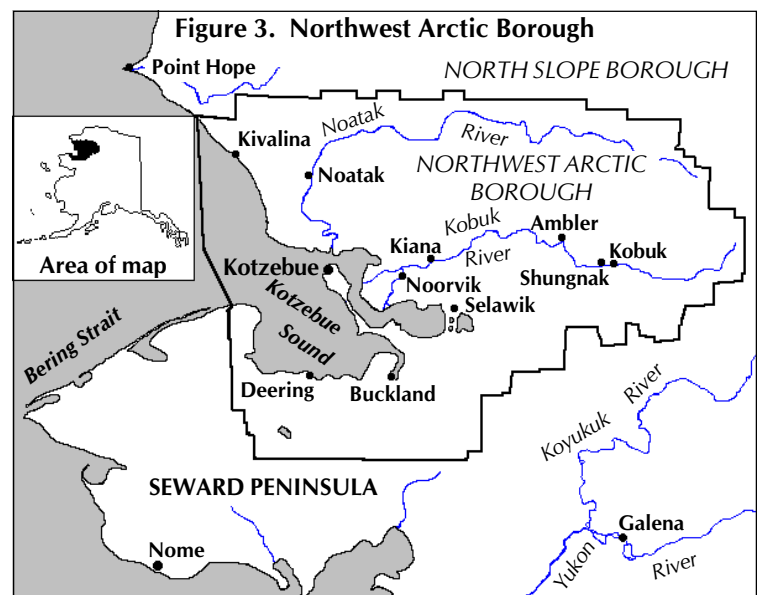 Figure 3. Northwest Arctic Borough
Point Hope
NORTH SLOPE BOROUGH
Noatak
River
Kivalina
Noatak
NORTHWEST ARCTIC
BOROUGH
Area of map
Kobuk
River
Ambler
Kiana
Kobuk
Shungnak
Kotzebue
Noorvik
Selawik
Kotzebue
Sound
Bering Strait
Deering
Buckland
Koyukuk
River
SEWARD PENINSULA
Nome
Galena
Yukon
River